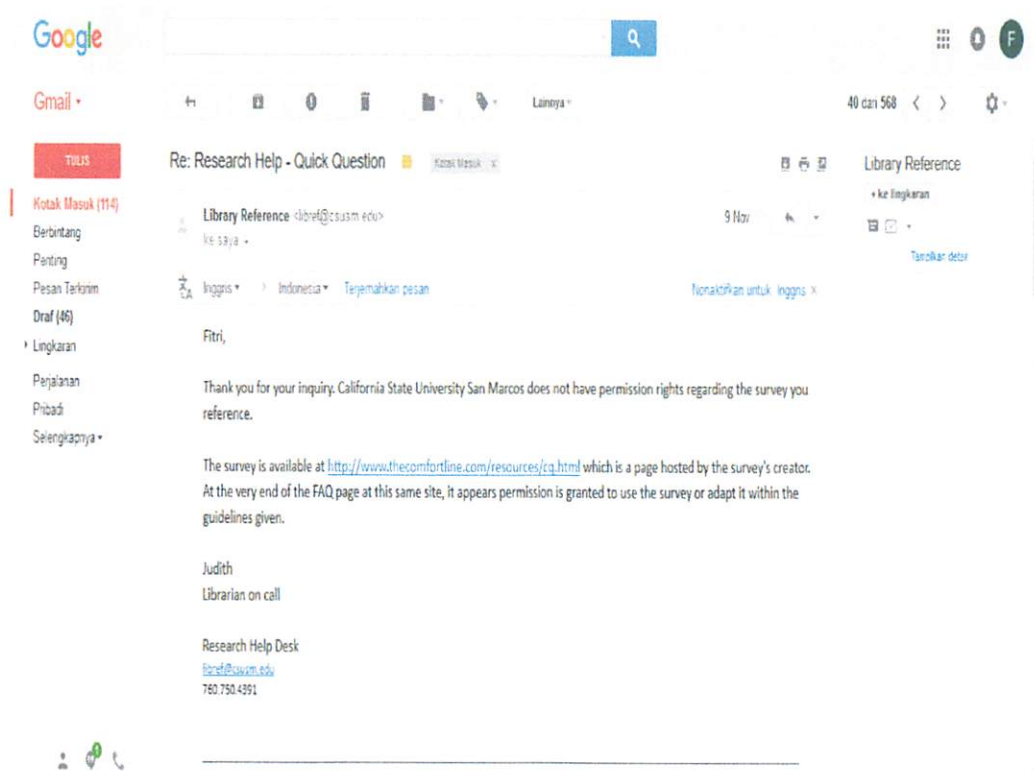 Google
F
Gmail
Lainnya
40 dari 568
TULIS
Re: Research Help - Quick Question
Kotak Masuk x
Library Reference
+ ke lingkaran
Kotak Masuk (114)
Library Reference <libref@csusm.edu>
9 Nov
Berbintang
ke saya
Penting
Tampilkan detail
Pesan Terkirim
Inggris > Indonesia Terjemahkan pesan
Nonaktifkan untuk: Inggris x
Draf (46)
Lingkaran
Fitri,
Perjalanan
Pribadi
Selengkapnya
Thank you for your inquiry. California State University San Marcos does not have permission rights regarding the survey you
reference.
The survey is available at http://www.thecomfortline.com/resources/cq.html which is a page hosted by the survey's creator.
At the very end of the FAQ page at this same site, it appears permission is granted to use the survey or adapt it within the
guidelines given.
Judith
Librarian on call
Research Help Desk
libref@csusm.edu
760.750.4391
1